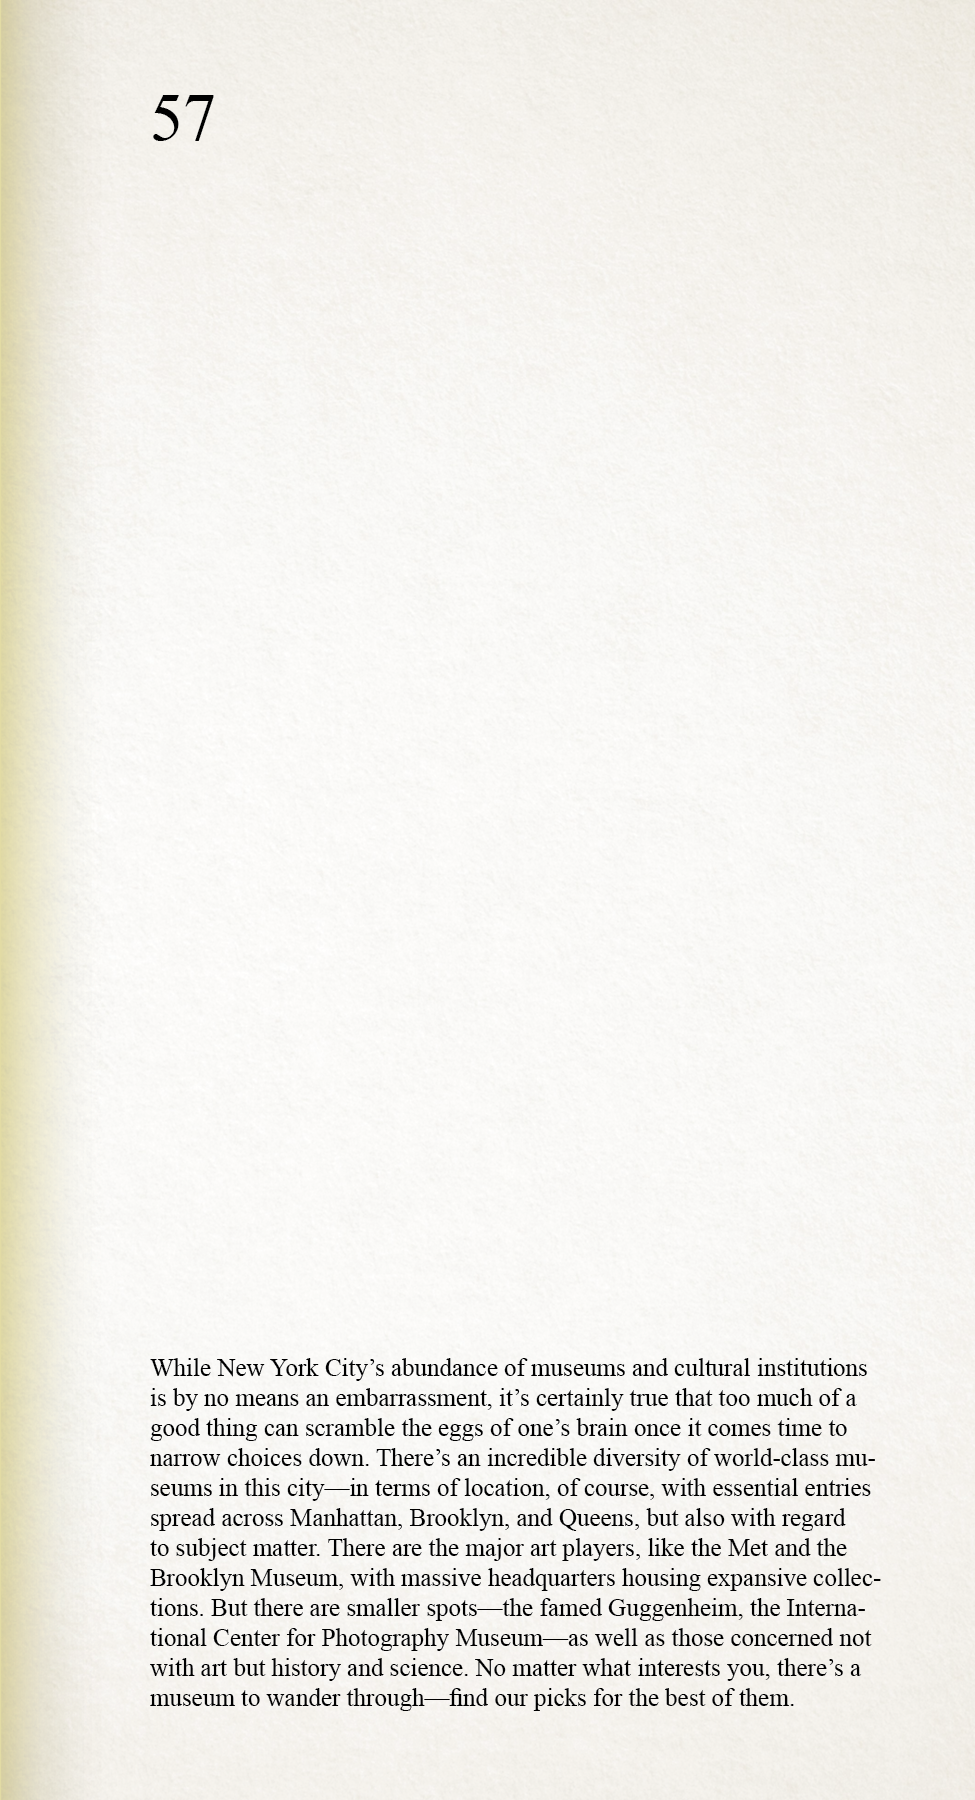 57
While New York City’s abundance of museums and cultural institutions
is by no means an embarrassment, it’s certainly true that too much of a
good thing can scramble the eggs of one’s brain once it comes time to
narrow choices down. There’s an incredible diversity of world-class mu-
seums in this city—in terms of location, of course, with essential entries
spread across Manhattan, Brooklyn, and Queens, but also with regard
to subject matter. There are the major art players, like the Met and the
Brooklyn Museum, with massive headquarters housing expansive collec-
tions. But there are smaller spots—the famed Guggenheim, the Interna-
tional Center for Photography Museum—as well as those concerned not
with art but history and science. No matter what interests you, there’s a
museum to wander through—find our picks for the best of them.